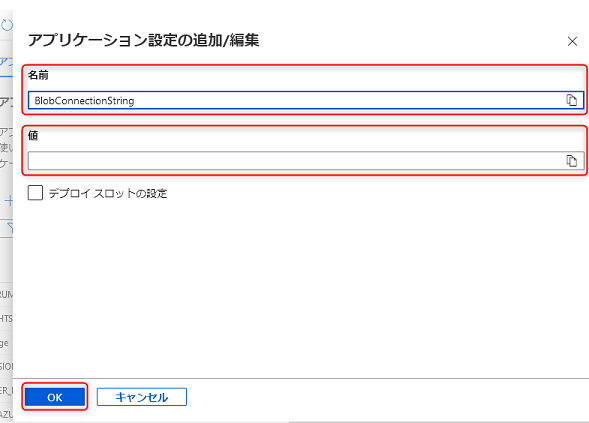 アプリケーション設定の追加/編集
名前
BlobConnectionString
値
デプロイ スロットの設定
OK
キャンセル